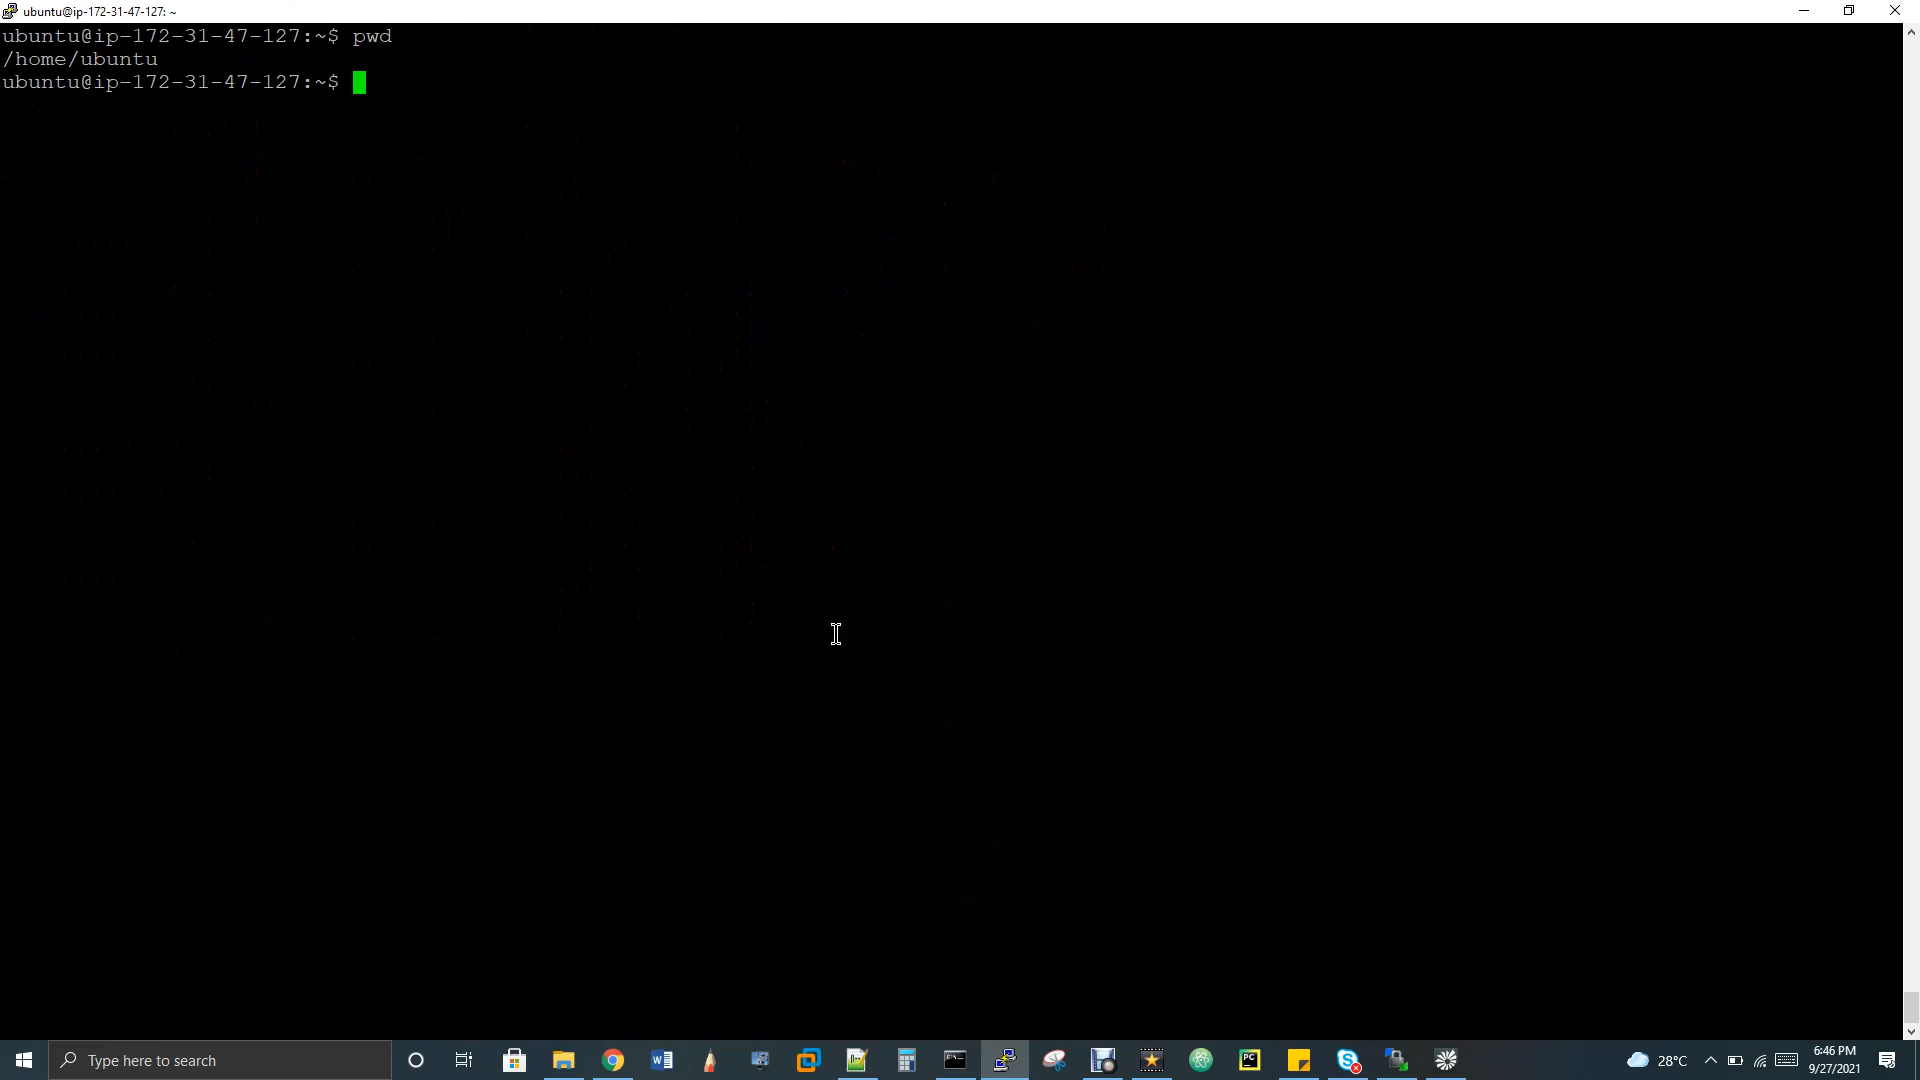 ubuntu@ip-172-31-47-127: ~
ubuntu@ip-172-31-47-127:~$ pwd
/home/ubuntu
ubuntu@ip-172-31-47-127:~$
Type here to search
28°C
6:46 PM
9/27/2021